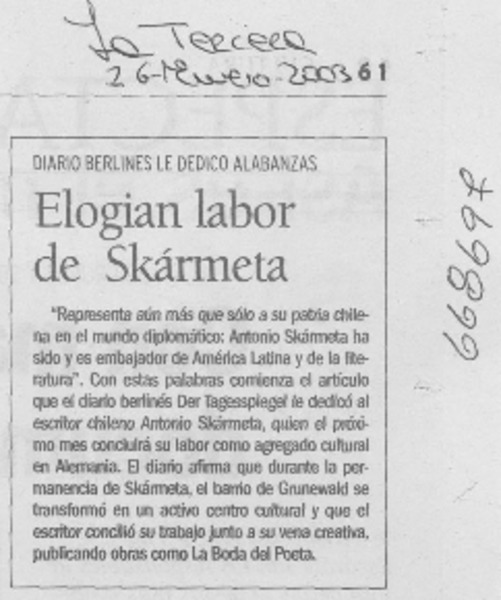 La Tercera
26-Enero-2003 61
DIARIO BERLINES LE DEDICO ALABANZAS
Elogian labor
de Skármeta
"Representa aún más que sólo a su patria chile-
na en el mundo diplomático: Antonio Skármeta ha
sido y es embajador de América Latina y de la lite-
ratura". Con estas palabras comienza el artículo
que el diario berlinés Der Tagesspiegel le dedicó al
escritor chileno Antonio Skármeta, quien el próxi-
mo mes concluirá su labor como agregado cultural
en Alemania. El diario afirma que durante la per-
manencia de Skármeta, el barrio de Grunewald se
transformó en un activo centro cultural y que el
escritor concilió su trabajo junto a su vena creativa,
publicando obras como La Boda del Poeta.